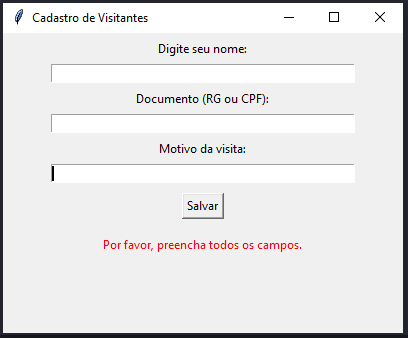 Cadastro de Visitantes
Digite seu nome:
Documento (RG ou CPF):
Motivo da visita:
Salvar
Por favor, preencha todos os campos.